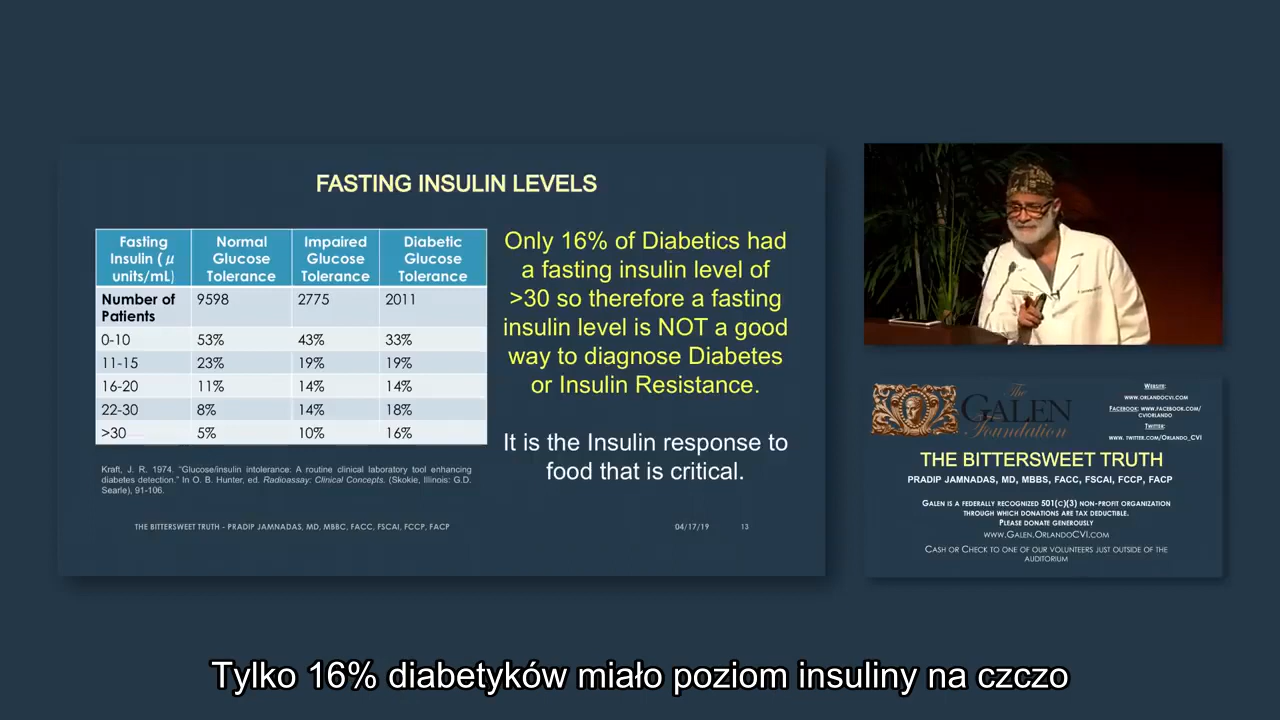 FASTING INSULIN LEVELS
Fasting Insulin ( μ units/mL) Normal Glucose Tolerance Impaired Glucose Tolerance Diabetic Glucose Tolerance
Number of Patients 9598 2775 2011
0-10 53% 43% 33%
11-15 23% 19% 19%
16-20 11% 14% 14%
22-30 8% 14% 18%
>30 5% 10% 16%
Kraft, J. R. 1974. "Glucose/insulin intolerance: A routine clinical laboratory tool enhancing
diabetes detection." In O. B. Hunter, ed. Radioassay: Clinical Concepts. (Skokie, Illinois: G.D.
Searle), 91-106.
Only 16% of Diabetics had
a fasting insulin level of
>30 so therefore a fasting
insulin level is NOT a good
way to diagnose Diabetes
or Insulin Resistance.
It is the Insulin response to
food that is critical.
THE BITTERSWEET TRUTH - PRADIP JAMNADAS, MD, MBBC, FACC, FSCAI, FCCP, FACP
04/17/19
13
The
GALEN
Foundation
WEBSITE:
WWW.ORLANDOCVI.COM
FACEBOOK: WWW.FACEBOOK.COM/
CVIORLANDO
TWITTER:
WWW. TWITTER.COM/ORLANDO_CVI
THE BITTERSWEET TRUTH
PRADIP JAMNADAS, MD, MBBS, FACC, FSCAI, FCCP, FACP
GALEN IS A FEDERALLY RECOGNIZED 501(C)(3) NON-PROFIT ORGANIZATION
THROUGH WHICH DONATIONS ARE TAX DEDUCTIBLE.
PLEASE DONATE GENEROUSLY
WWW.GALEN.ORLANDOCVI.COM
CASH OR CHECK TO ONE OF OUR VOLUNTEERS JUST OUTSIDE OF THE
AUDITORIUM
Tylko 16% diabetyków miało poziom insuliny na czczo